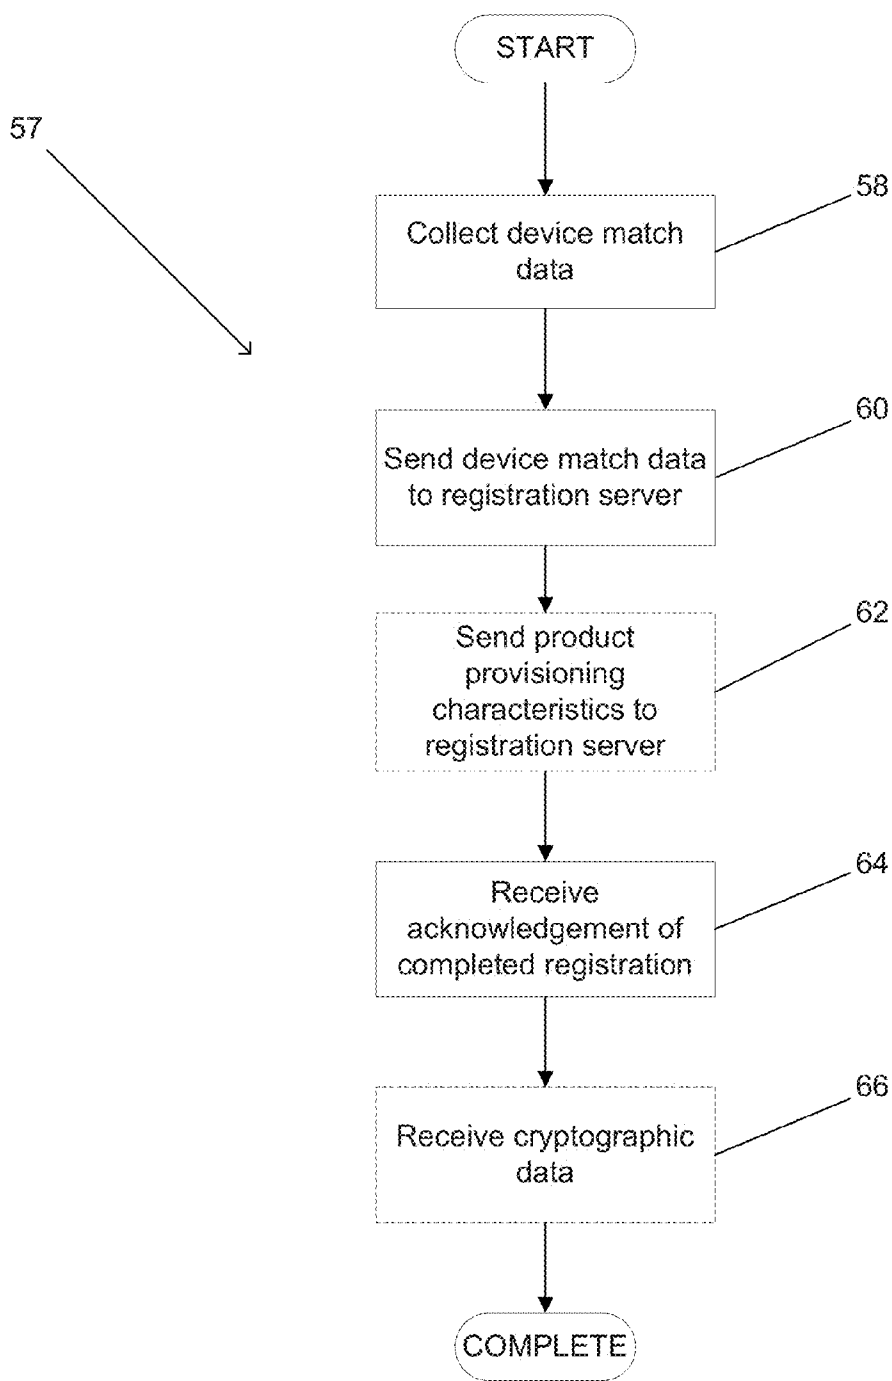 START
57
58
Collect device match
data
60
Send device match data
to registration server
62
Send product
provisioning
characteristics to
registration server
64
Receive
acknowledgement of
completed registration
66
Receive cryptographic
data
COMPLETE